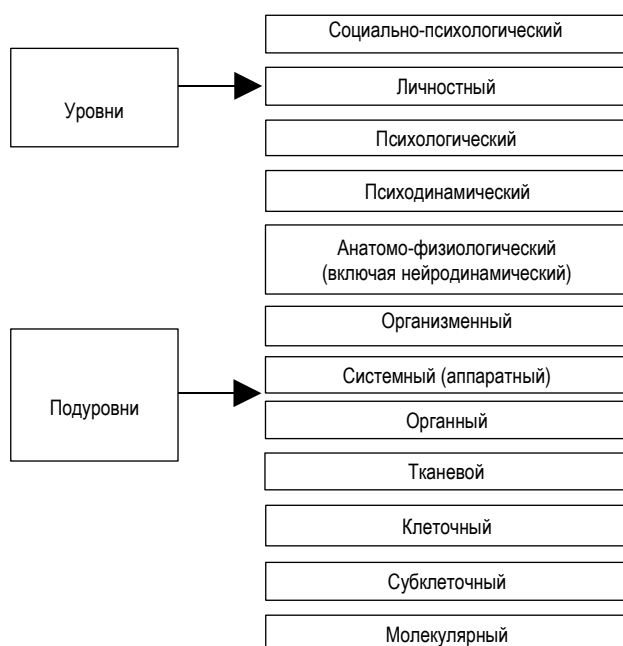 Социально-психологический
Уровни
Личностный
Психологический
Психодинамический
Анатомо-физиологический
(включая нейродинамический)
Организменный
Подуровни
Системный (аппаратный)
Органный
Тканевой
Клеточный
Субклеточный
Молекулярный